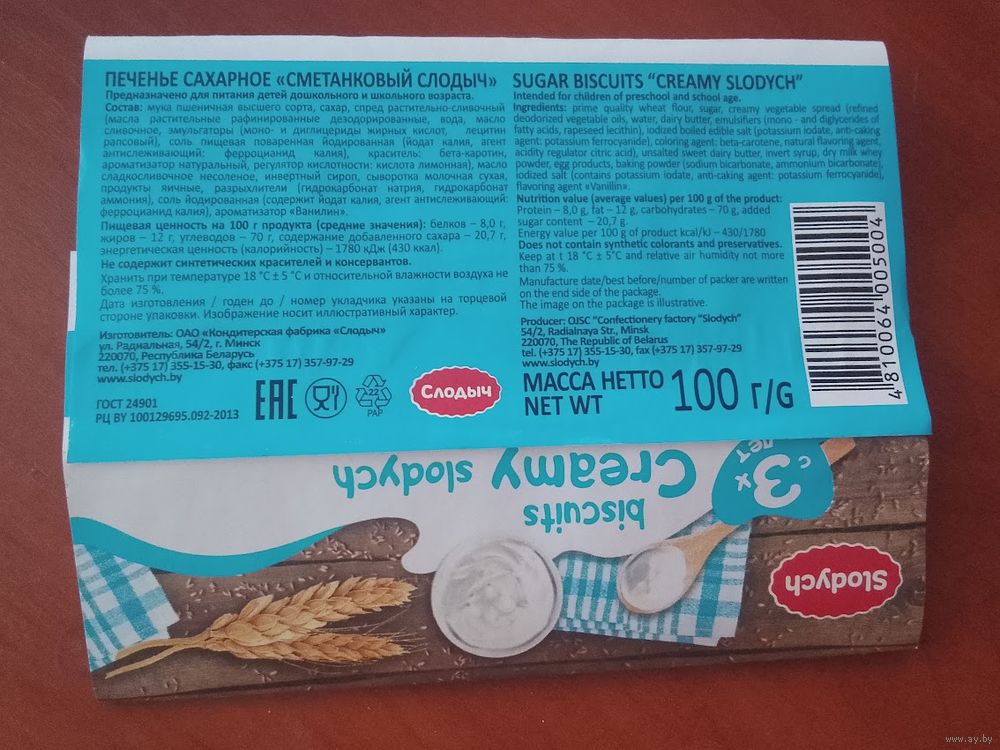 ПЕЧЕНЬЕ САХАРНОЕ «СМЕТАНКОВЫЙ СЛОДЫЧ»
Предназначено для питания детей дошкольного и школьного возраста.
Состав: мука пшеничная высшего сорта, сахар, спред растительно-сливочный
(масла растительные рафинированные дезодорированные, вода, масло
сливочное, эмульгаторы (моно- и диглицериды жирных кислот, лецитин
рапсовый), соль пищевая поваренная йодированная (йодат калия, агент
антислеживающий: ферроцианид калия), краситель: бета-каротин,
ароматизатор натуральный, регулятор кислотности: кислота лимонная), масло
сладкосливочное несоленое, инвертный сироп, сыворотка молочная сухая,
продукты яичные, разрыхлители (гидрокарбонат натрия, гидрокарбонат
аммония), соль йодированная (содержит йодат калия, агент антислеживающий:
ферроцианид калия), ароматизатор «Ванилин».
Пищевая ценность на 100 г продукта (средние значения): белков – 8,0 г,
жиров – 12 г, углеводов – 70 г, содержание добавленного сахара – 20,7 г,
энергетическая ценность (калорийность) – 1780 кДж (430 ккал).
Не содержит синтетических красителей и консервантов.
Хранить при температуре 18 °С ± 5 °С и относительной влажности воздуха не
более 75 %.
Дата изготовления / годен до / номер укладчика указаны на торцевой
стороне упаковки. Изображение носит иллюстративный характер.
Изготовитель: ОАО «Кондитерская фабрика «Слодыч»
ул. Радиальная, 54/2, г. Минск
220070, Республика Беларусь
тел. (+375 17) 355-15-30, факс (+375 17) 357-97-29
www.slodych.by
ГОСТ 24901
РЦ BY 100129695.092-2013
EAC
22
PAP
Слодыч
SUGAR BISCUITS “CREAMY SLODYCH”
Intended for children of preschool and school age.
Ingredients: prime quality wheat flour, sugar, creamy vegetable spread (refined
deodorized vegetable oils, water, dairy butter, emulsifiers (mono - and diglycerides of
fatty acids, rapeseed lecithin), iodized boiled edible salt (potassium iodate, anti-caking
agent: potassium ferrocyanide), coloring agent: beta-carotene, natural flavoring agent,
acidity regulator citric acid), unsalted sweet dairy butter, invert syrup, dry milk whey
powder, egg products, baking powder (sodium bicarbonate, ammonium bicarbonate),
iodized salt (contains potassium iodate, anti-caking agent: potassium ferrocyanide),
flavoring agent «Vanillin».
Nutrition value (average values) per 100 g of the product:
Protein – 8,0 g, fat – 12 g, carbohydrates – 70 g, added
sugar content – 20,7 g.
Energy value per 100 g of product kcal/kJ – 430/1780
Does not contain synthetic colorants and preservatives.
Keep at t 18 °C ± 5°C and relative air humidity not more
than 75 %.
Manufacture date/best before/number of packer are written
on the end side of the package.
The image on the package is illustrative.
Producer: OJSC “Confectionery factory “Slodych”
54/2, Radialnaya Str., Minsk
220070, The Republic of Belarus
tel. (+375 17) 355-15-30, fax (+375 17) 357-97-29
www.slodych.by
МАССА НЕТТО
NET WT
100 Г/G
4 810064 005004
с 3х лет
Creamy slodych
biscuits
Slodych
www.ay.by